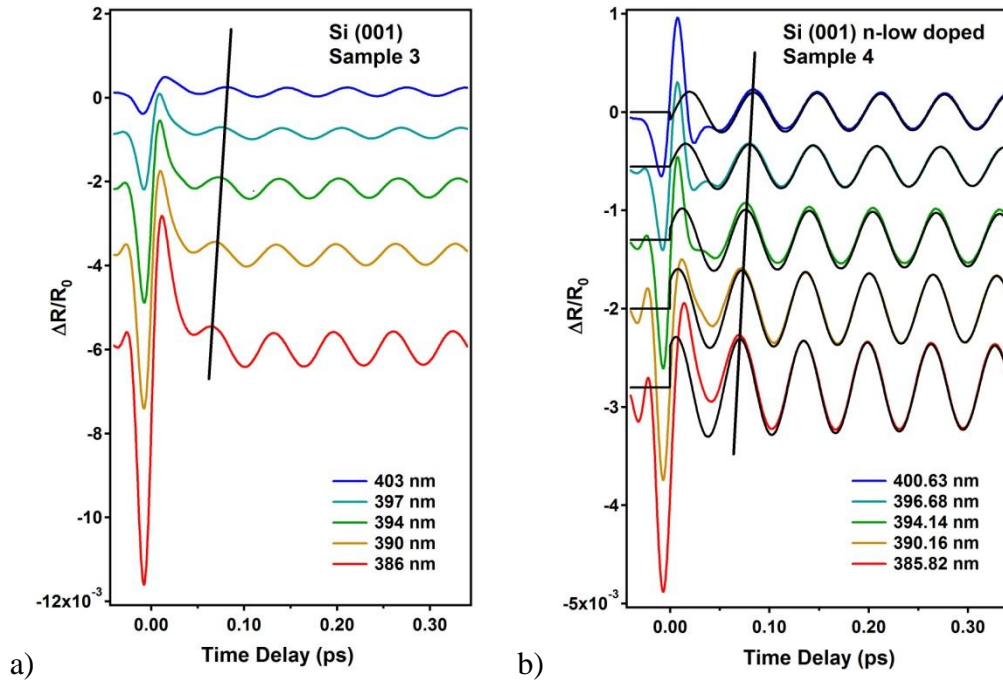 Si (001)
Sample 3
2
0
-2
-4
-6
-8
-10
-12x10⁻³
ΔR/R₀
403 nm
397 nm
394 nm
390 nm
386 nm
0.00 0.10 0.20 0.30
Time Delay (ps)
a)
Si (001) n-low doped
Sample 4
1
0
-1
-2
-3
-4
-5x10⁻³
ΔR/R₀
400.63 nm
396.68 nm
394.14 nm
390.16 nm
385.82 nm
0.00 0.10 0.20 0.30
Time Delay (ps)
b)